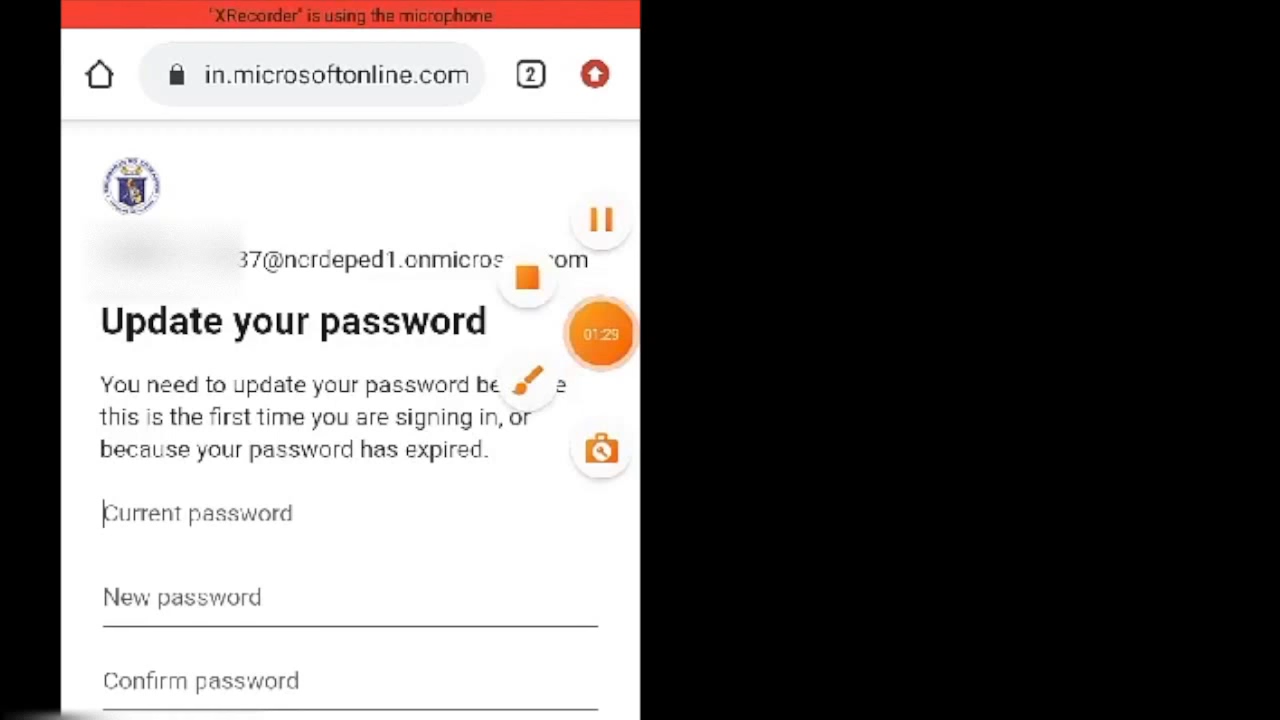 "XRecorder" is using the microphone
in.microsoftonline.com
2
37@ncrdeped1.onmicros om
Update your password
01:29
You need to update your password be e
this is the first time you are signing in, or
because your password has expired.
Current password
New password
Confirm password